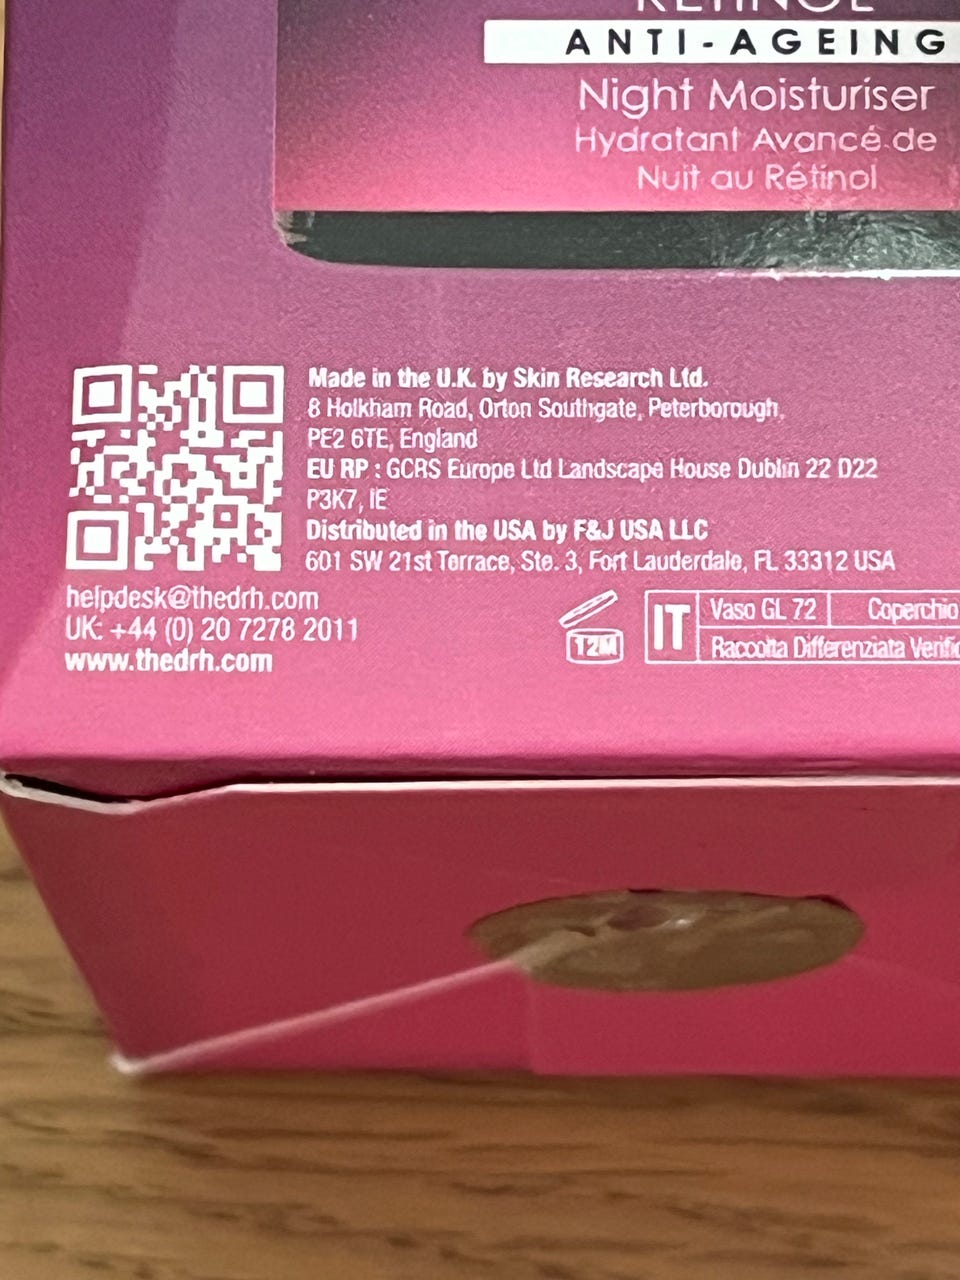 RETINOL
ANTI-AGEING
Night Moisturiser
Hydratant Avancé de
Nuit au Rétinol
Made in the U.K. by Skin Research Ltd.
8 Holkham Road, Orton Southgate, Peterborough,
PE2 6TE, England
EU RP : GCRS Europe Ltd Landscape House Dublin 22 D22
P3K7, IE
Distributed in the USA by F&J USA LLC
601 SW 21st Terrace, Ste. 3, Fort Lauderdale, FL 33312 USA
helpdesk@thedrh.com
UK: +44 (0) 20 7278 2011
www.thedrh.com
12M
IT
Vaso GL 72
Coperchio
Raccolta Differenziata